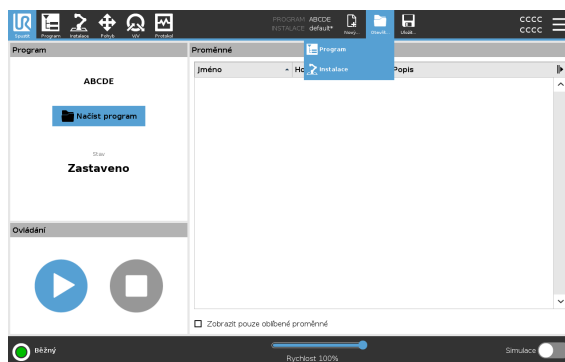 UR
PROGRAM ABCDE
INSTALACE default*
Spustit Program Instalace Pohyb V/V Protokol
Nový... Otevřít... Uložit...
CCCC
CCCC
Program
Proměnné
Program
Instalace
Jméno
Popis
ABCDE
Načíst program
Stav
Zastaveno
Ovládání
Zobrazit pouze oblíbené proměnné
Běžný
Rychlost 100%
Simulace